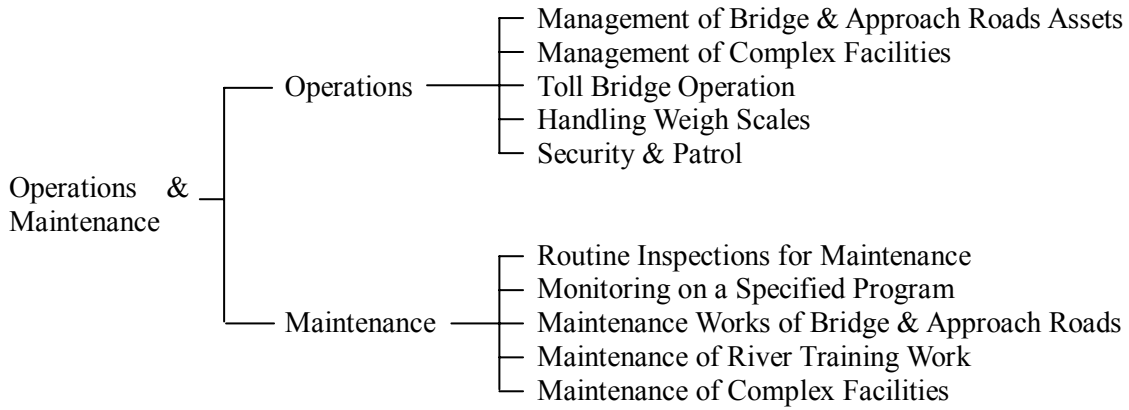 Operations &
Maintenance
Operations
Management of Bridge & Approach Roads Assets
Management of Complex Facilities
Toll Bridge Operation
Handling Weigh Scales
Security & Patrol
Maintenance
Routine Inspections for Maintenance
Monitoring on a Specified Program
Maintenance Works of Bridge & Approach Roads
Maintenance of River Training Work
Maintenance of Complex Facilities